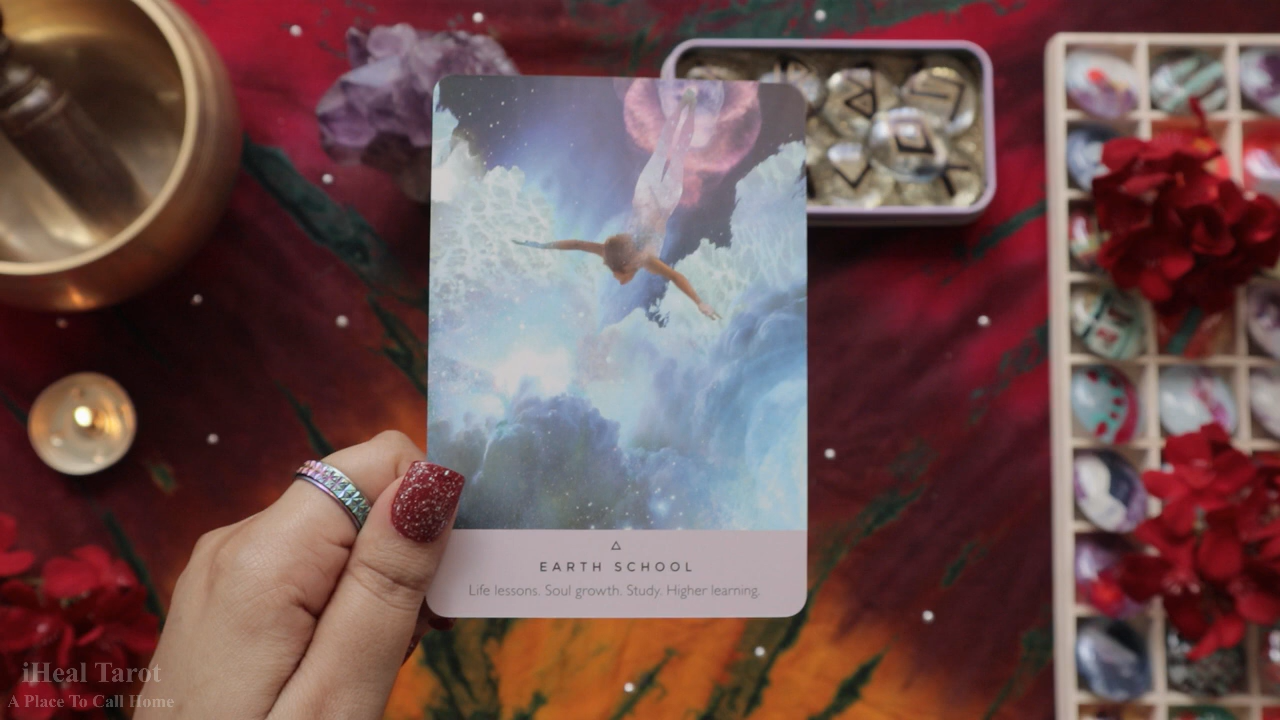 EARTH SCHOOL
Life lessons. Soul growth. Study. Higher learning.
iHeal Tarot
A Place To Call Home